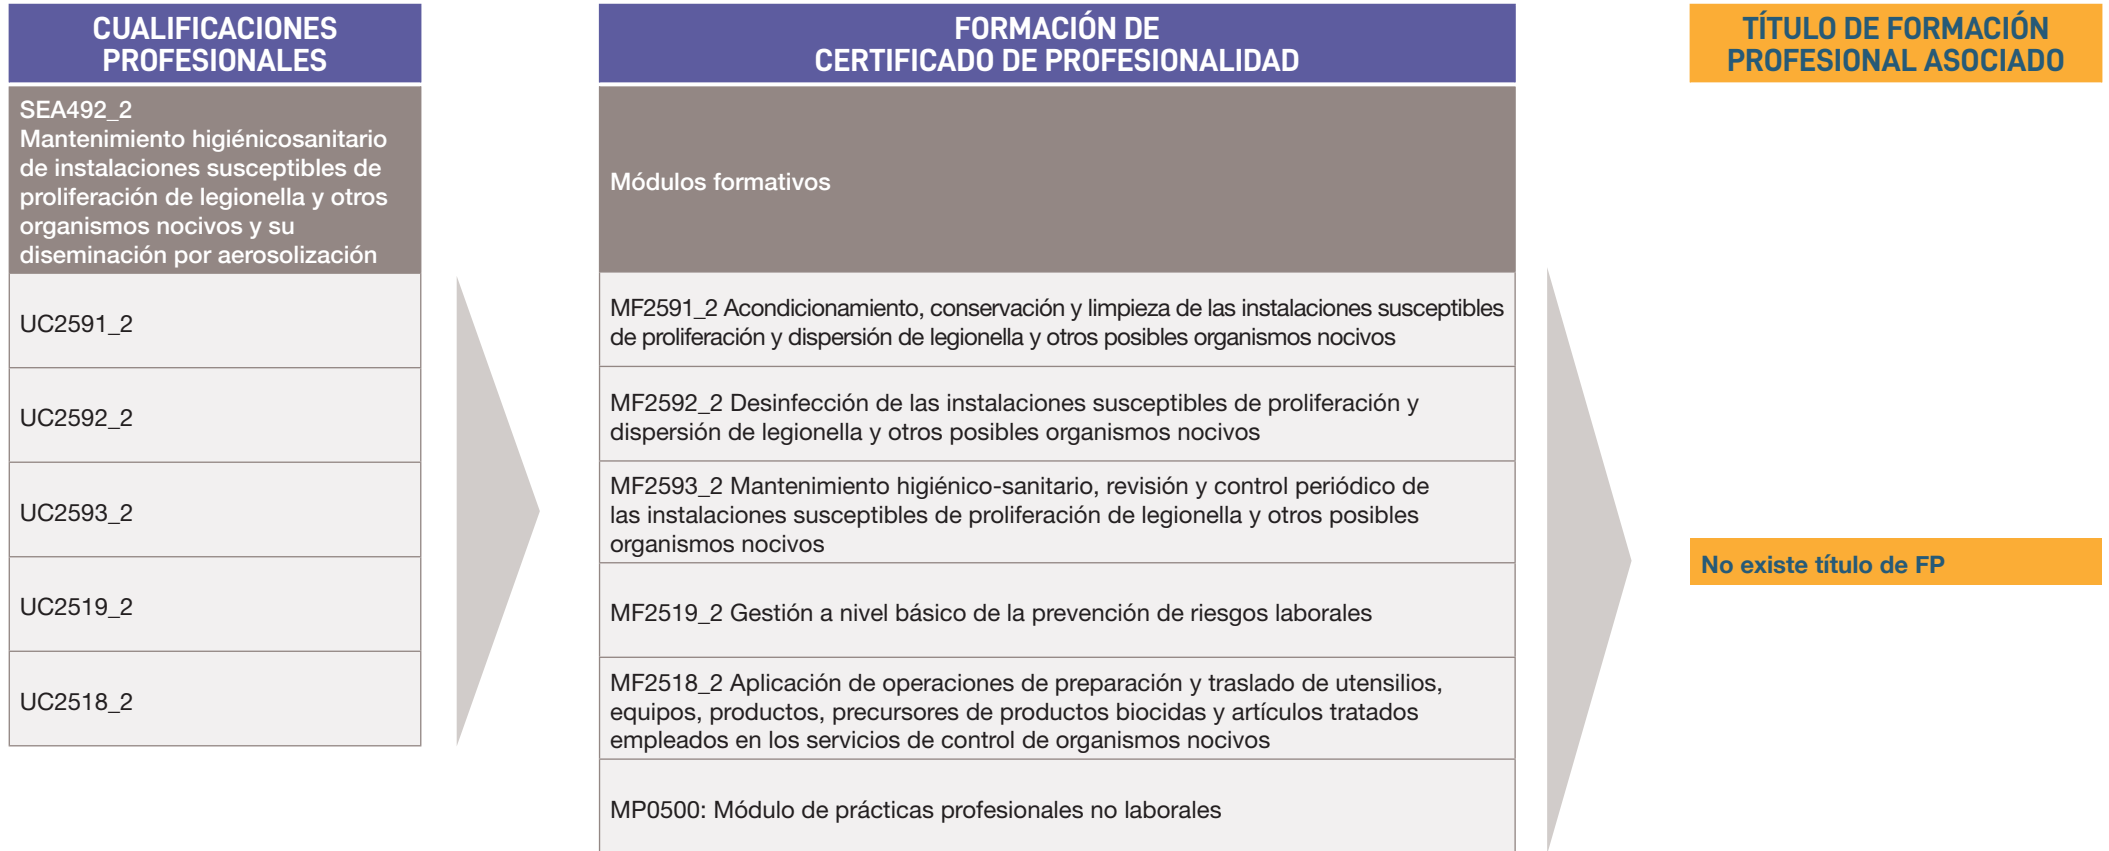 CUALIFICACIONES
PROFESIONALES
SEA492_2
Mantenimiento higiénicosanitario
de instalaciones susceptibles de
proliferación de legionella y otros
organismos nocivos y su
diseminación por aerosolización
UC2591_2
UC2592_2
UC2593_2
UC2519_2
UC2518_2
FORMACIÓN DE
CERTIFICADO DE PROFESIONALIDAD
Módulos formativos
MF2591_2 Acondicionamiento, conservación y limpieza de las instalaciones susceptibles
de proliferación y dispersión de legionella y otros posibles organismos nocivos
MF2592_2 Desinfección de las instalaciones susceptibles de proliferación y
dispersión de legionella y otros posibles organismos nocivos
MF2593_2 Mantenimiento higiénico-sanitario, revisión y control periódico de
las instalaciones susceptibles de proliferación de legionella y otros posibles
organismos nocivos
MF2519_2 Gestión a nivel básico de la prevención de riesgos laborales
MF2518_2 Aplicación de operaciones de preparación y traslado de utensilios,
equipos, productos, precursores de productos biocidas y artículos tratados
empleados en los servicios de control de organismos nocivos
MP0500: Módulo de prácticas profesionales no laborales
TÍTULO DE FORMACIÓN
PROFESIONAL ASOCIADO
No existe título de FP